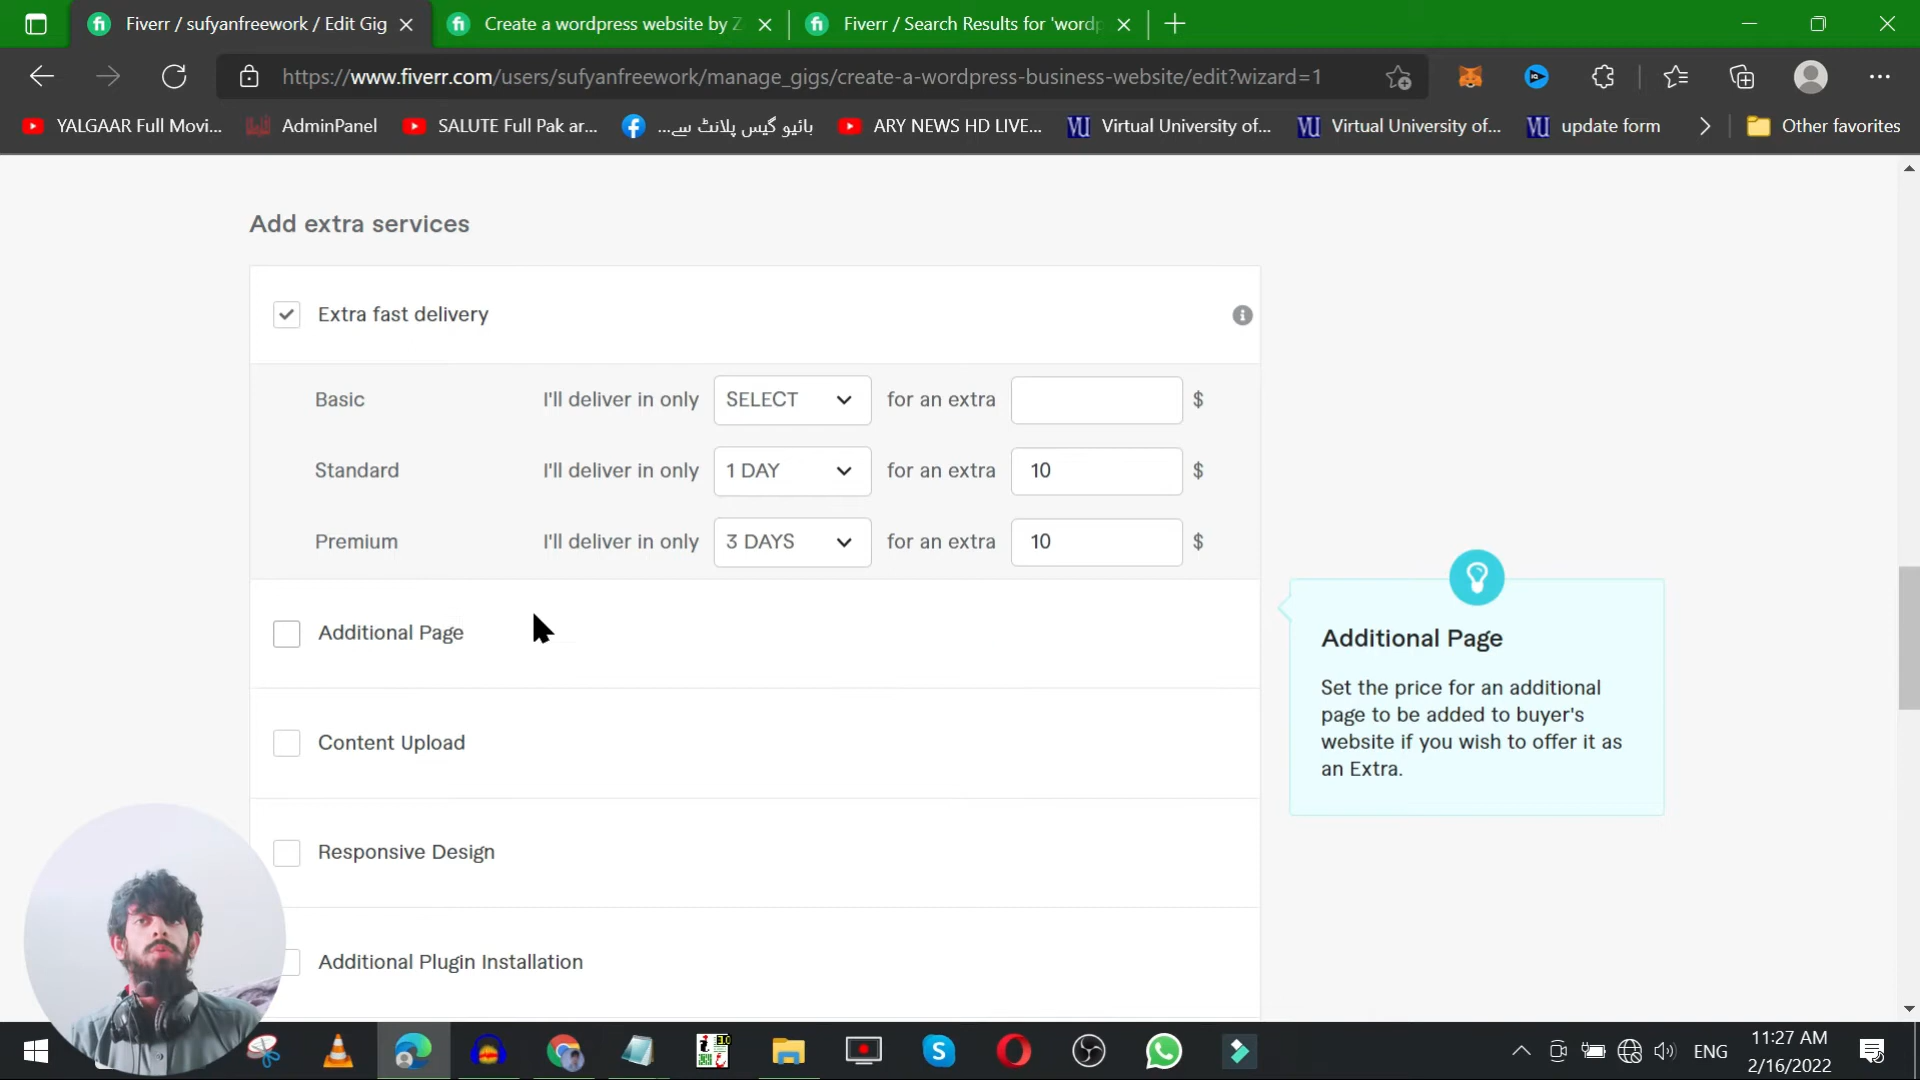 Fiverr / sufyanfreework / Edit Gig
Create a wordpress website by Z
Fiverr / Search Results for 'wordp
https://www.fiverr.com/users/sufyanfreework/manage_gigs/create-a-wordpress-business-website/edit?wizard=1
YALGAAR Full Movi...
AdminPanel
SALUTE Full Pak ar...
بائیو گیس پلانٹ سے...
ARY NEWS HD LIVE...
Virtual University of...
Virtual University of...
update form
Other favorites
Add extra services
Extra fast delivery
Basic I'll deliver in only SELECT for an extra $
Standard I'll deliver in only 1 DAY for an extra 10 $
Premium I'll deliver in only 3 DAYS for an extra 10 $
Additional Page
Content Upload
Responsive Design
Additional Plugin Installation
Additional Page
Set the price for an additional
page to be added to buyer's
website if you wish to offer it as
an Extra.
ENG
11:27 AM
2/16/2022